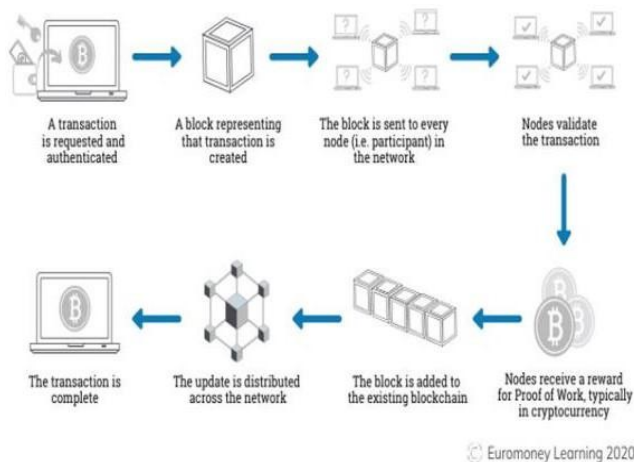 A transaction
is requested and
authenticated
A block representing
that transaction is
created
The block is sent to every
node (i.e. participant) in
the network
Nodes validate
the transaction
Nodes receive a reward
for Proof of Work, typically
in cryptocurrency
The block is added to
the existing blockchain
The update is distributed
across the network
The transaction is
complete
© Euromoney Learning 2020